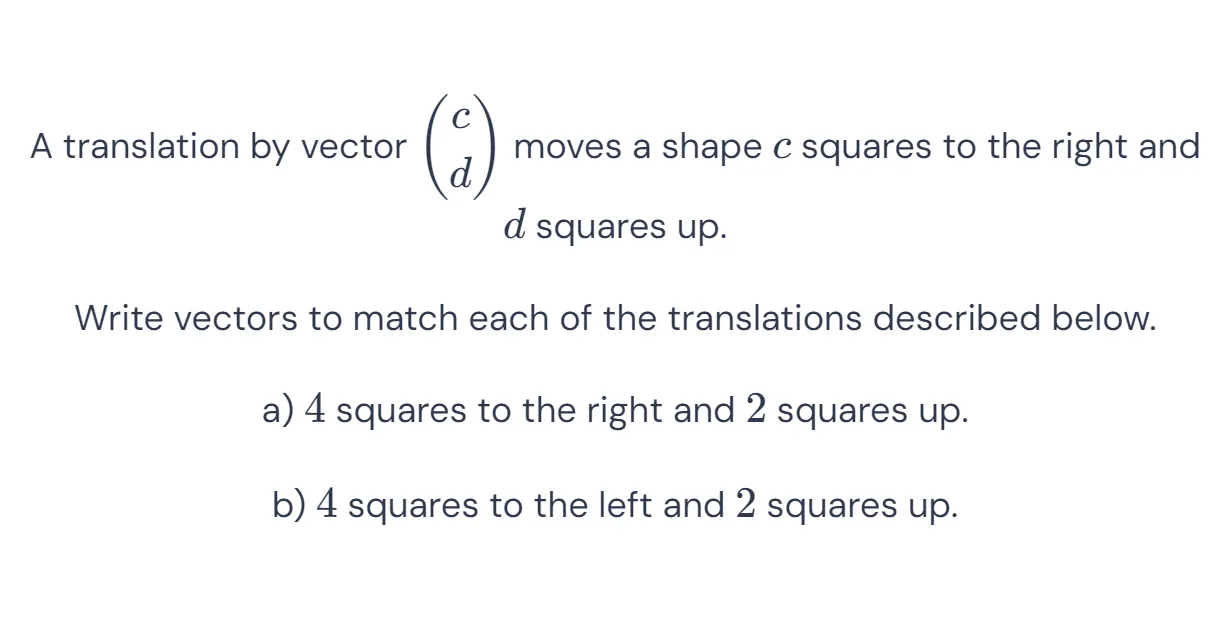 A translation by vector $\begin{pmatrix} c \\ d \end{pmatrix}$ moves a shape $c$ squares to the right and
$d$ squares up.
Write vectors to match each of the translations described below.
a) 4 squares to the right and 2 squares up.
b) 4 squares to the left and 2 squares up.